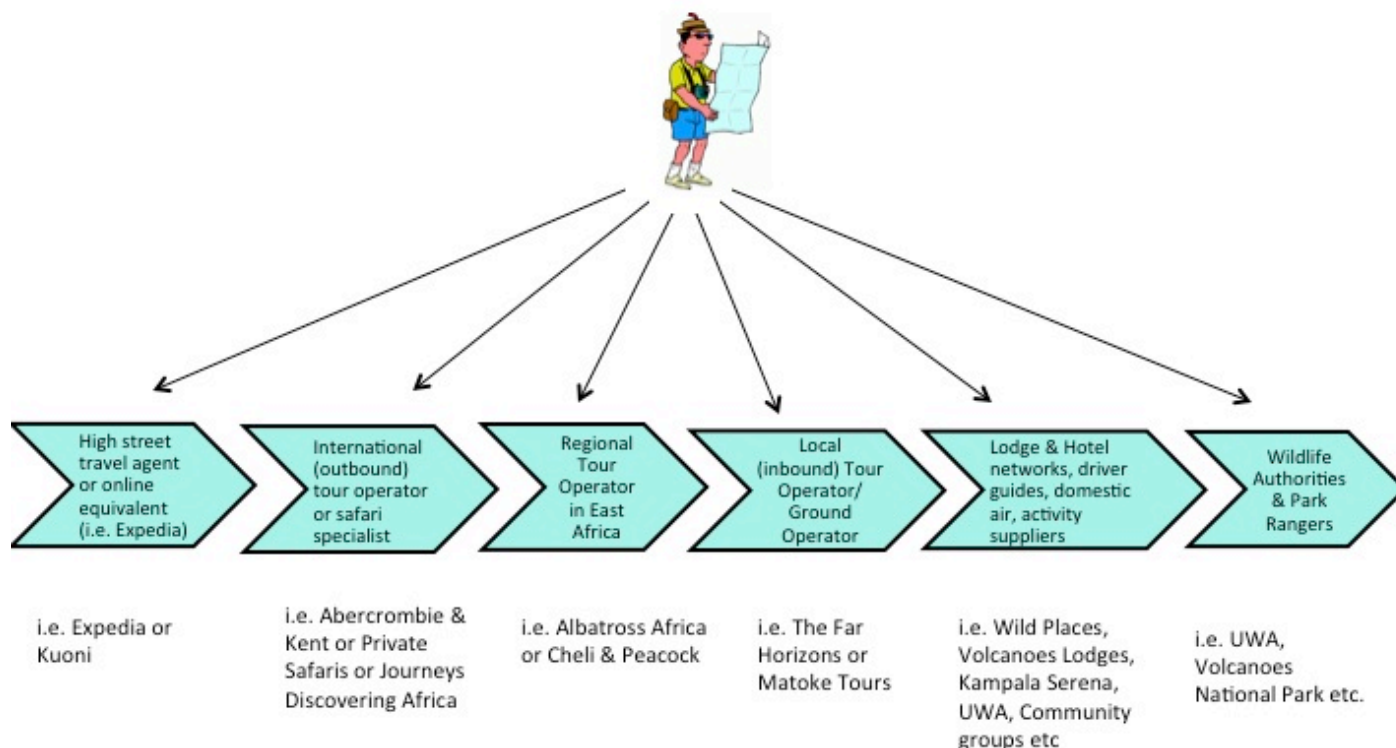 High street
travel agent
or online
equivalent
(i.e. Expedia)
International
(outbound)
tour operator
or safari
specialist
Regional
Tour
Operator
in East
Africa
Local
(inbound) Tour
Operator/
Ground
Operator
Lodge & Hotel
networks, driver
guides, domestic
air, activity
suppliers
Wildlife
Authorities
& Park
Rangers
i.e. Expedia or
Kuoni
i.e. Abercrombie &
Kent or Private
Safaris or Journeys
Discovering Africa
i.e. Albatross Africa
or Cheli & Peacock
i.e. The Far
Horizons or
Matoke Tours
i.e. Wild Places,
Volcanoes Lodges,
Kampala Serena,
UWA, Community
groups etc
i.e. UWA,
Volcanoes
National Park etc.